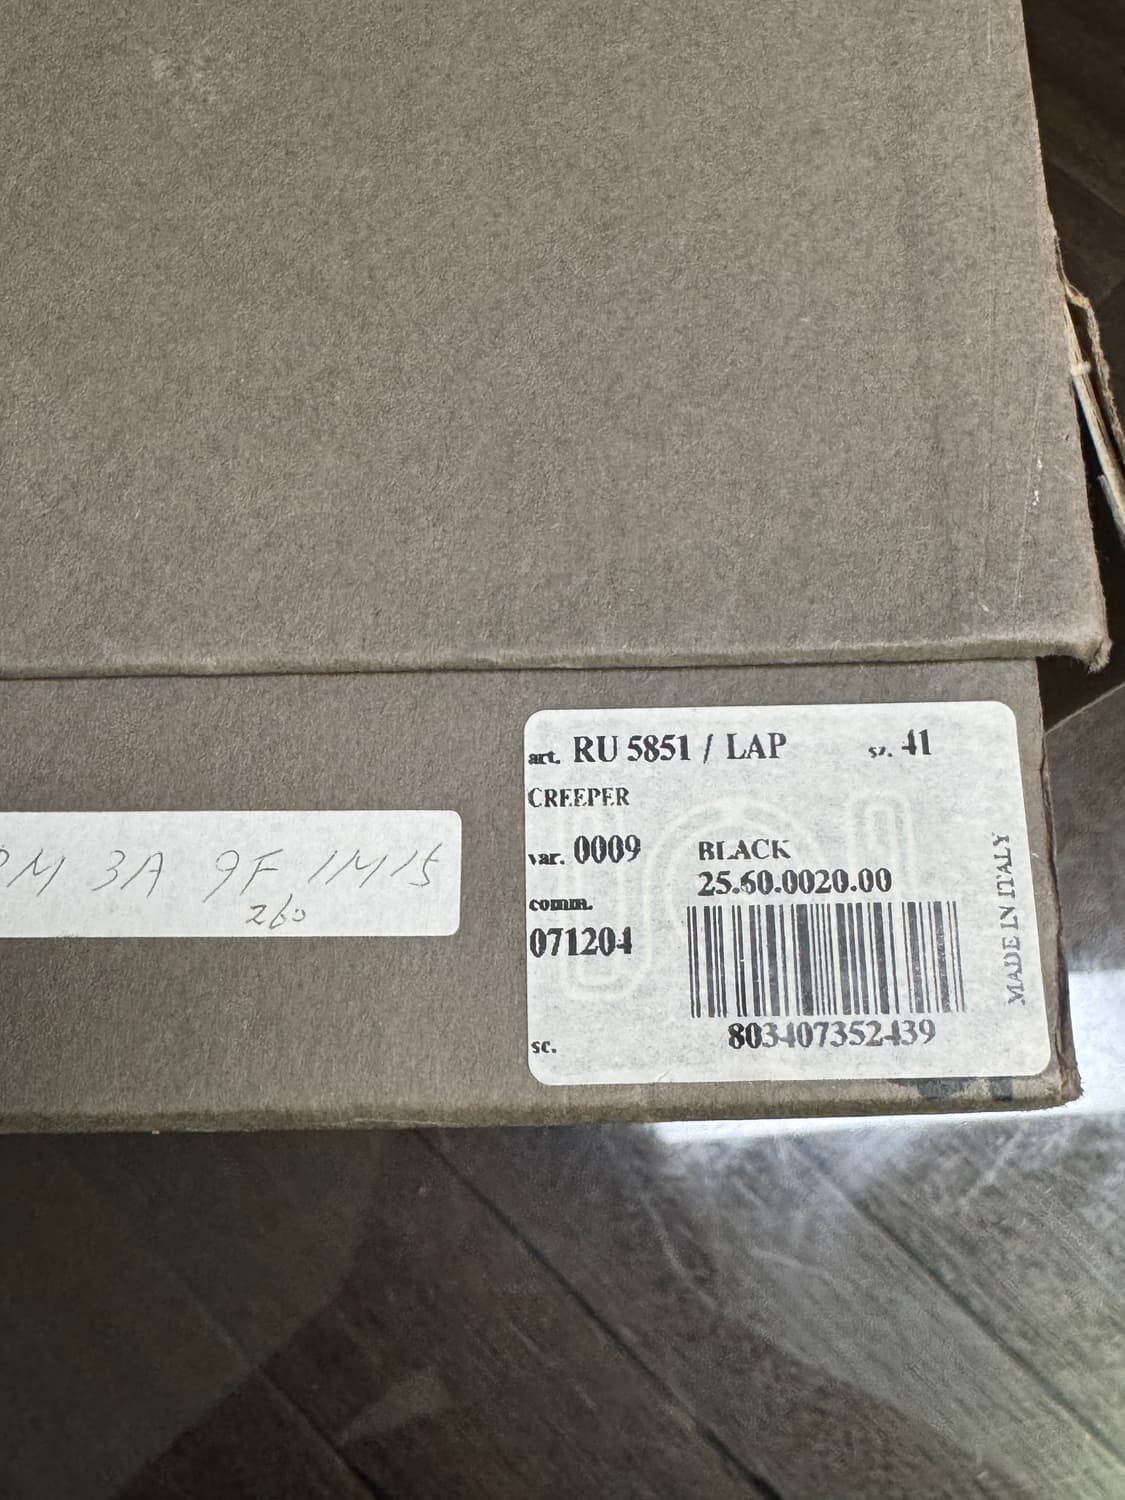 art. RU 5851 / LAP sz. 41
CREEPER
var. 0009 BLACK
25.60.0020.00
comm.
071204
803407352439
sc.
MADE IN ITALY
M 3A 9F 1M15
260